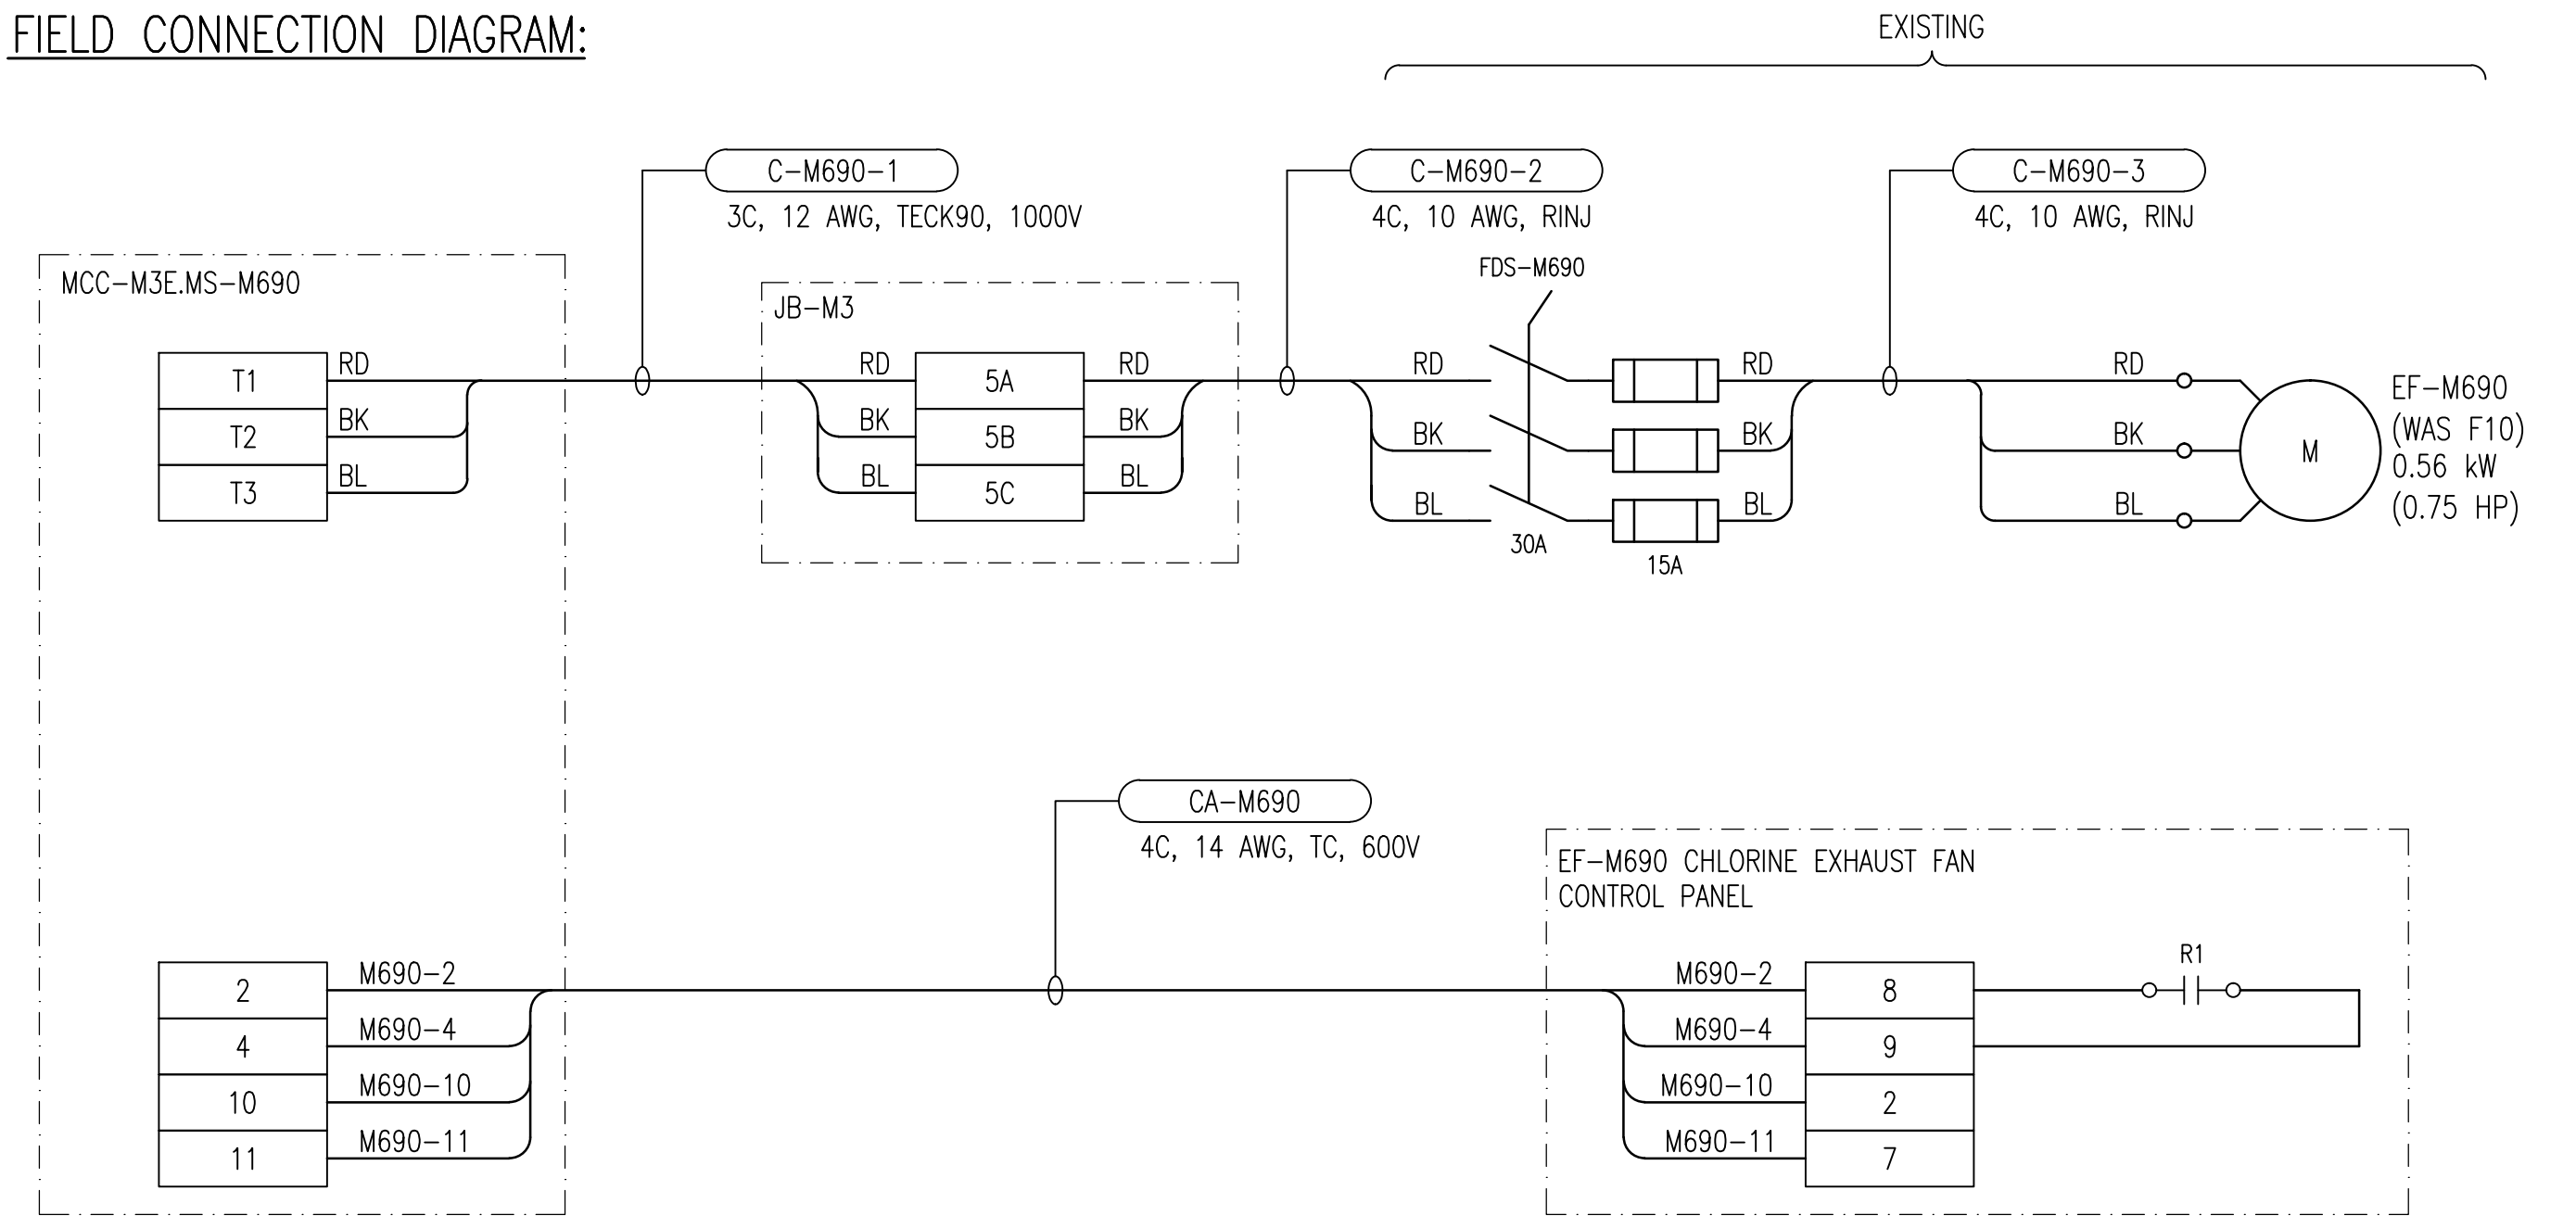 FIELD CONNECTION DIAGRAM:
EXISTING
C-M690-1
3C, 12 AWG, TECK90, 1000V
C-M690-2
4C, 10 AWG, RINJ
C-M690-3
4C, 10 AWG, RINJ
MCC-M3E.MS-M690
JB-M3
FDS-M690
T1 RD RD 5A RD RD RD RD
T2 BK BK 5B BK BK BK BK
T3 BL BL 5C BL BL BL BL
30A
15A
M
EF-M690
(WAS F10)
0.56 kW
(0.75 HP)
CA-M690
4C, 14 AWG, TC, 600V
EF-M690 CHLORINE EXHAUST FAN
CONTROL PANEL
R1
2 M690-2 M690-2 8
4 M690-4 M690-4 9
10 M690-10 M690-10 2
11 M690-11 M690-11 7